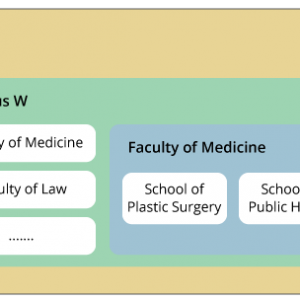 us W
y of Medicine
ulty of Law
.......
Faculty of Medicine
School of
Plastic Surgery
Schoo
Public H